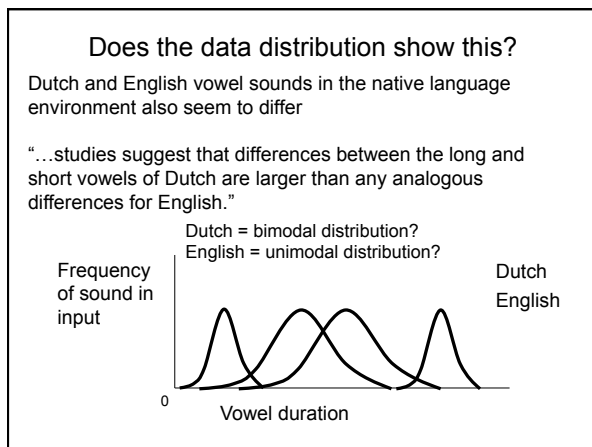 Does the data distribution show this?
Dutch and English vowel sounds in the native language
environment also seem to differ
“…studies suggest that differences between the long and
short vowels of Dutch are larger than any analogous
differences for English.”
Dutch = bimodal distribution?
English = unimodal distribution?
Frequency
of sound in
input
Dutch
English
0
Vowel duration